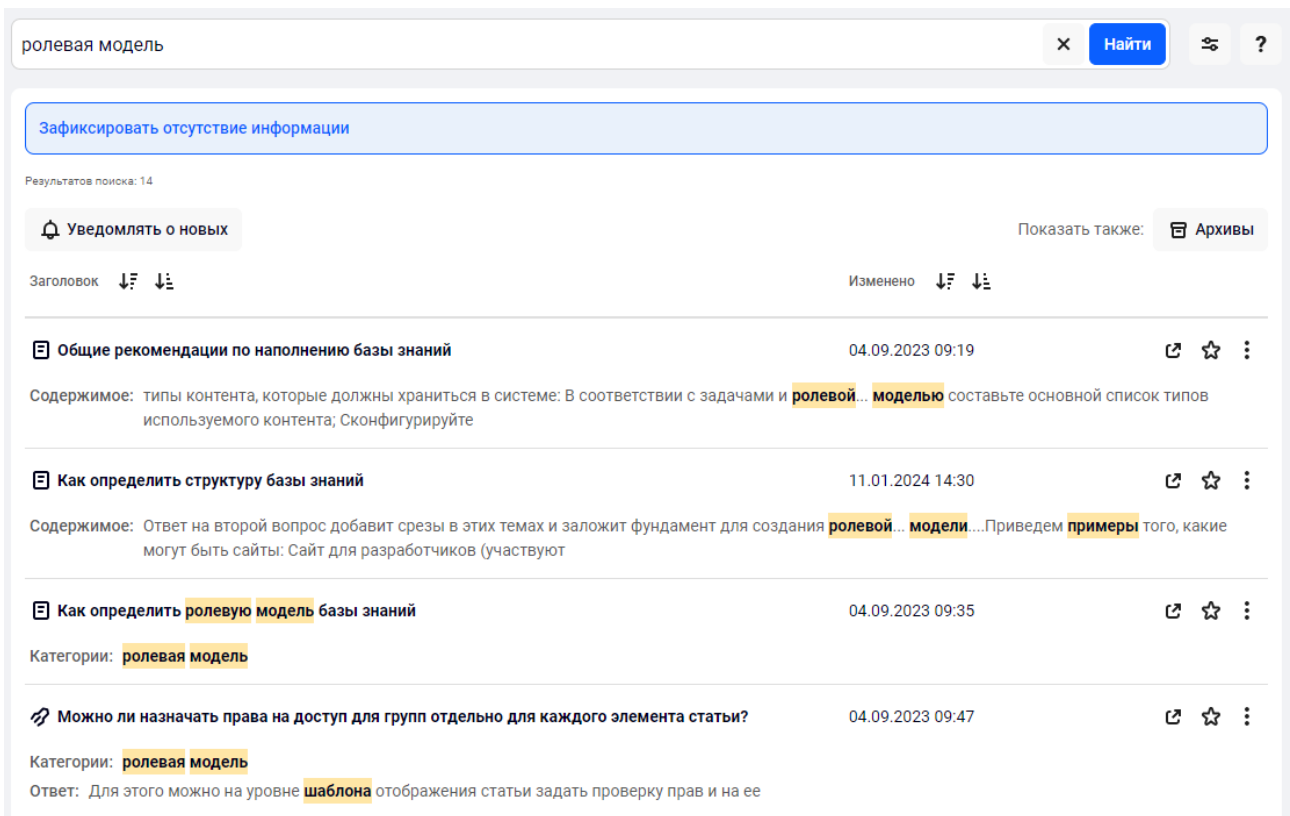 ролевая модель
Найти
?
Зафиксировать отсутствие информации
Результатов поиска: 14
Уведомлять о новых
Показать также:
Архивы
Заголовок
Изменено
Общие рекомендации по наполнению базы знаний
04.09.2023 09:19
Содержимое: типы контента, которые должны храниться в системе: В соответствии с задачами и ролевой... моделью составьте основной список типов
используемого контента; Сконфигурируйте
Как определить структуру базы знаний
11.01.2024 14:30
Содержимое: Ответ на второй вопрос добавит срезы в этих темах и заложит фундамент для создания ролевой... модели....Приведем примеры того, какие
могут быть сайты: Сайт для разработчиков (участвуют
Как определить ролевую модель базы знаний
04.09.2023 09:35
Категории: ролевая модель
Можно ли назначать права на доступ для групп отдельно для каждого элемента статьи?
04.09.2023 09:47
Категории: ролевая модель
Ответ: Для этого можно на уровне шаблона отображения статьи задать проверку прав и на ее